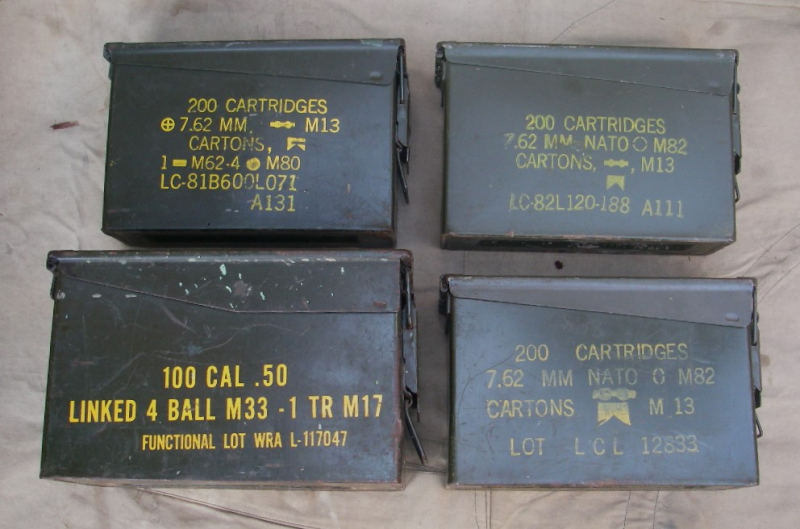 200 CARTRIDGES
7.62 MM, M13
CARTONS,
1 - M62-4 M80
LC-81B600L071
A131
200 CARTRIDGES
7.62 MM NATO M82
CARTONS, , M13
LC-82L120-188 A111
100 CAL .50
LINKED 4 BALL M33 -1 TR M17
FUNCTIONAL LOT WRA L-117047
200 CARTRIDGES
7.62 MM NATO M82
CARTONS M 13
LOT L C L 12833